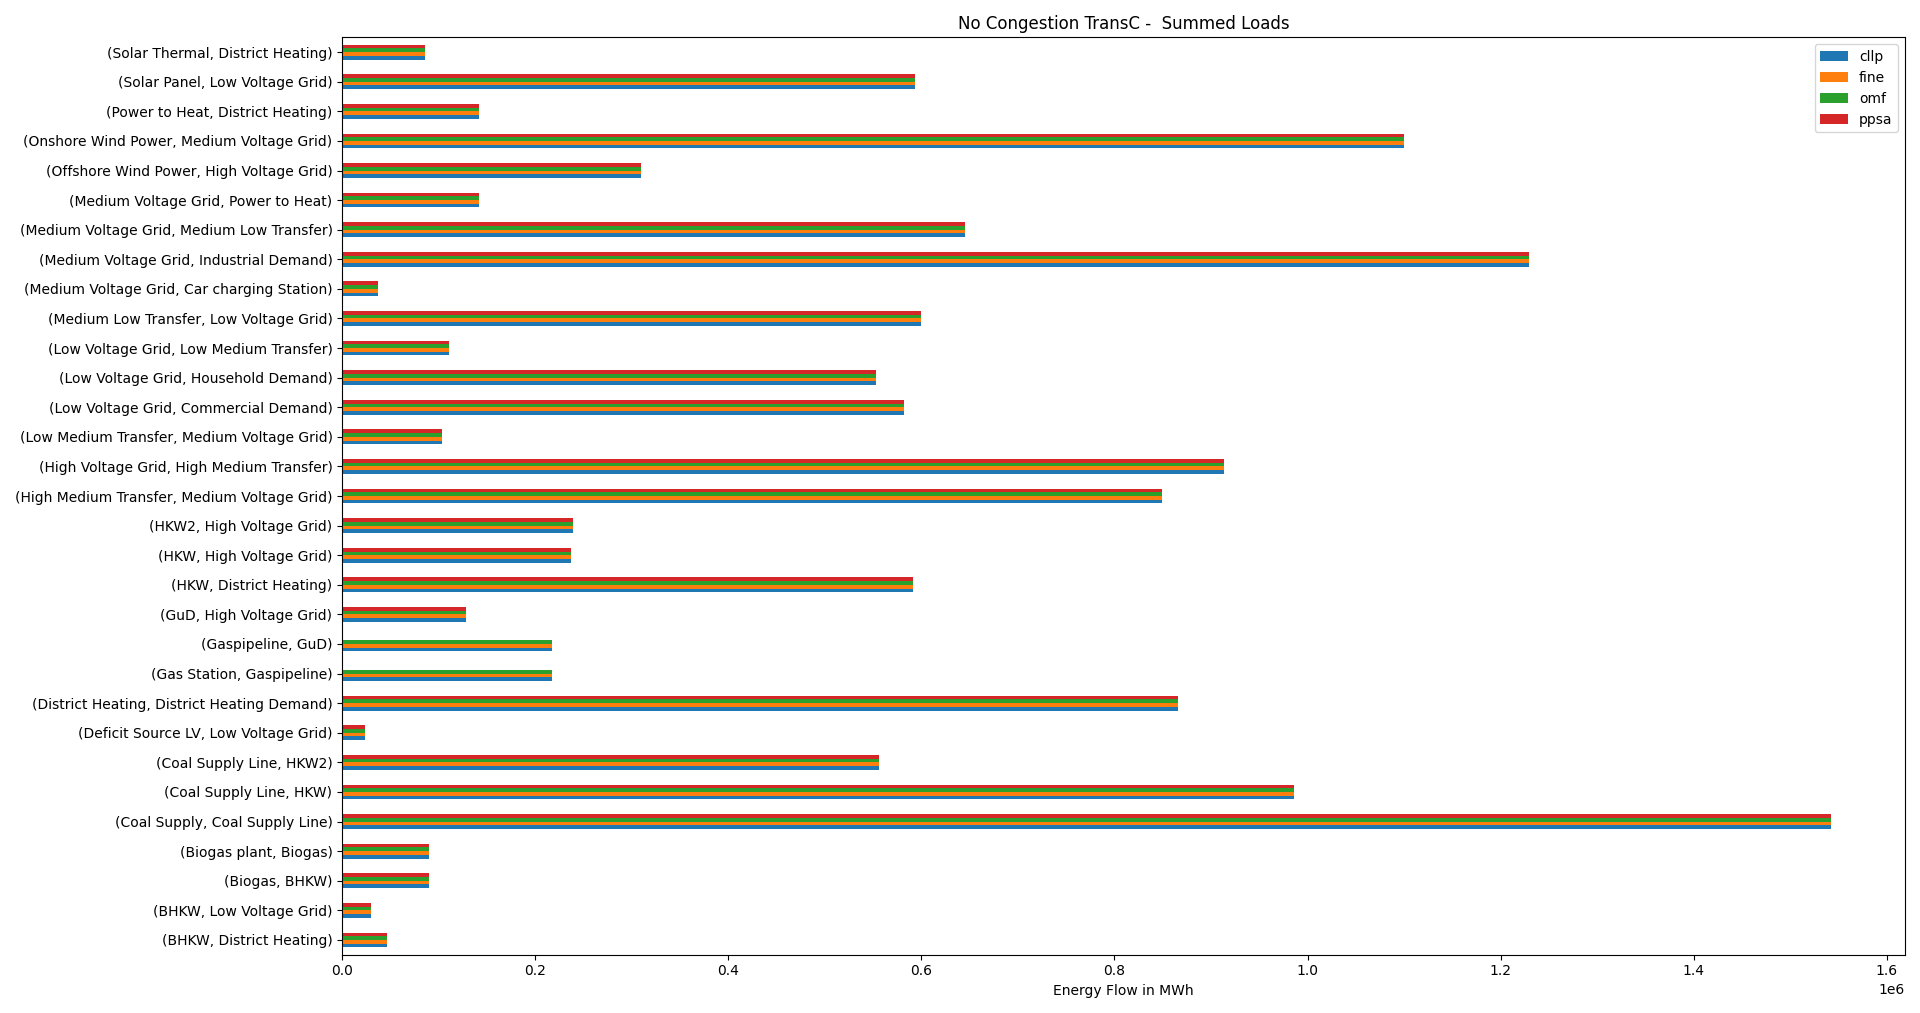 No Congestion TransC -  Summed Loads
cllp
fine
omf
ppsa
(Solar Thermal, District Heating)
(Solar Panel, Low Voltage Grid)
(Power to Heat, District Heating)
(Onshore Wind Power, Medium Voltage Grid)
(Offshore Wind Power, High Voltage Grid)
(Medium Voltage Grid, Power to Heat)
(Medium Voltage Grid, Medium Low Transfer)
(Medium Voltage Grid, Industrial Demand)
(Medium Voltage Grid, Car charging Station)
(Medium Low Transfer, Low Voltage Grid)
(Low Voltage Grid, Low Medium Transfer)
(Low Voltage Grid, Household Demand)
(Low Voltage Grid, Commercial Demand)
(Low Medium Transfer, Medium Voltage Grid)
(High Voltage Grid, High Medium Transfer)
(High Medium Transfer, Medium Voltage Grid)
(HKW2, High Voltage Grid)
(HKW, High Voltage Grid)
(HKW, District Heating)
(GuD, High Voltage Grid)
(Gaspipeline, GuD)
(Gas Station, Gaspipeline)
(District Heating, District Heating Demand)
(Deficit Source LV, Low Voltage Grid)
(Coal Supply Line, HKW2)
(Coal Supply Line, HKW)
(Coal Supply, Coal Supply Line)
(Biogas plant, Biogas)
(Biogas, BHKW)
(BHKW, Low Voltage Grid)
(BHKW, District Heating)
0.0 0.2 0.4 0.6 0.8 1.0 1.2 1.4 1.6
1e6
Energy Flow in MWh